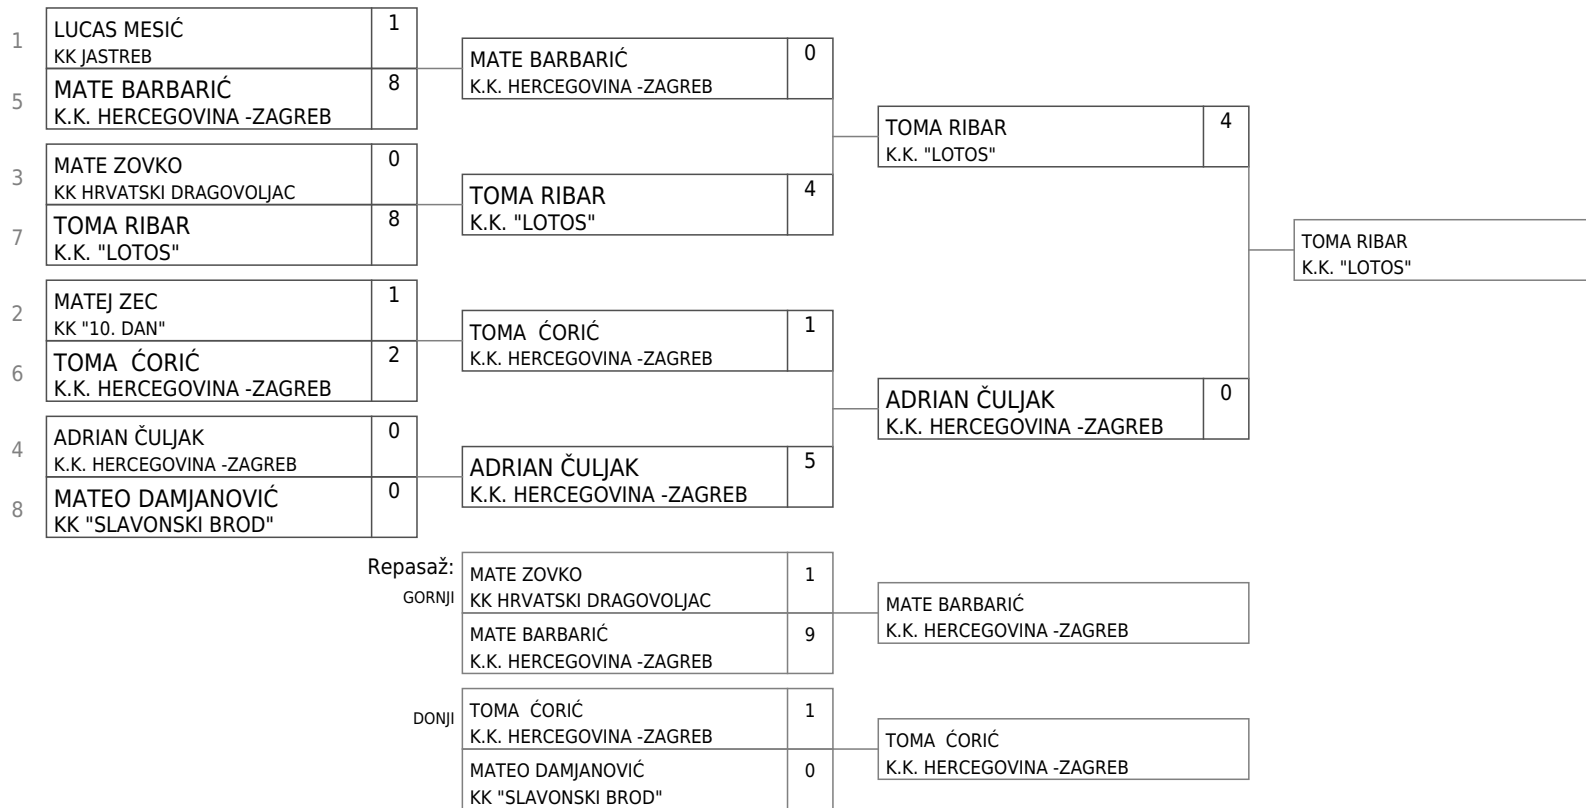 1
LUCAS MESIĆ
KK JASTREB
1
5
MATE BARBARIĆ
K.K. HERCEGOVINA -ZAGREB
8
3
MATE ZOVKO
KK HRVATSKI DRAGOVOLJAC
0
7
TOMA RIBAR
K.K. "LOTOS"
8
2
MATEJ ZEC
KK "10. DAN"
1
6
TOMA  ĆORIĆ
K.K. HERCEGOVINA -ZAGREB
2
4
ADRIAN ČULJAK
K.K. HERCEGOVINA -ZAGREB
0
8
MATEO DAMJANOVIĆ
KK "SLAVONSKI BROD"
0
MATE BARBARIĆ
K.K. HERCEGOVINA -ZAGREB
0
TOMA RIBAR
K.K. "LOTOS"
4
TOMA  ĆORIĆ
K.K. HERCEGOVINA -ZAGREB
1
ADRIAN ČULJAK
K.K. HERCEGOVINA -ZAGREB
5
TOMA RIBAR
K.K. "LOTOS"
4
ADRIAN ČULJAK
K.K. HERCEGOVINA -ZAGREB
0
TOMA RIBAR
K.K. "LOTOS"
Repasaž:
GORNJI
MATE ZOVKO
KK HRVATSKI DRAGOVOLJAC
1
MATE BARBARIĆ
K.K. HERCEGOVINA -ZAGREB
9
MATE BARBARIĆ
K.K. HERCEGOVINA -ZAGREB
DONJI
TOMA  ĆORIĆ
K.K. HERCEGOVINA -ZAGREB
1
MATEO DAMJANOVIĆ
KK "SLAVONSKI BROD"
0
TOMA  ĆORIĆ
K.K. HERCEGOVINA -ZAGREB